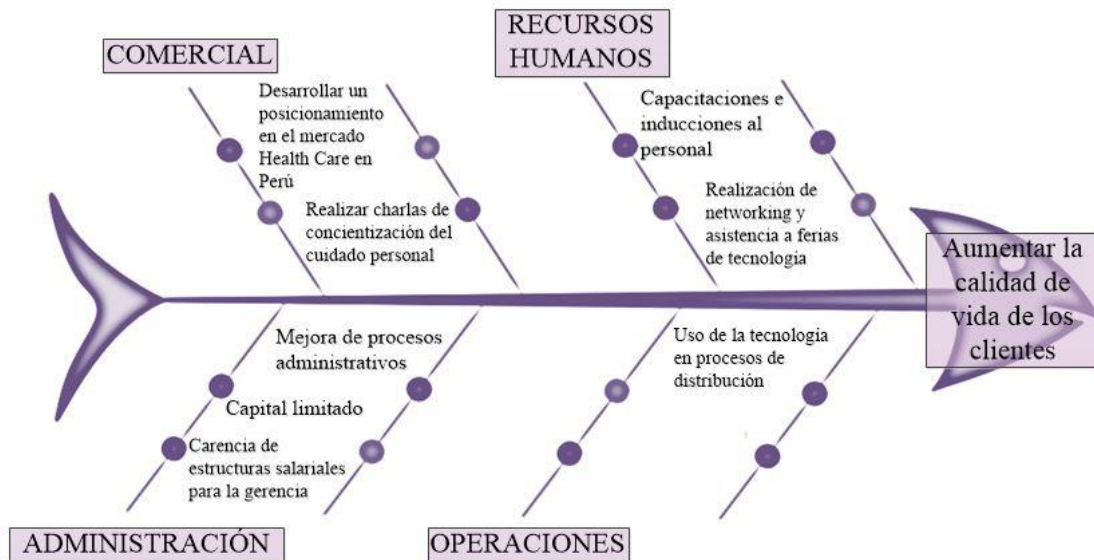 COMERCIAL
RECURSOS
HUMANOS
Desarrollar un
posicionamiento
en el mercado
Health Care en
Perú
Realizar charlas de
concientización del
cuidado personal
Capacitaciones e
inducciones al
personal
Realización de
networking y
asistencia a ferias
de tecnología
Aumentar la
calidad de
vida de los
clientes
Mejora de procesos
administrativos
Capital limitado
Carencia de
estructuras salariales
para la gerencia
Uso de la tecnología
en procesos de
distribución
ADMINISTRACIÓN
OPERACIONES